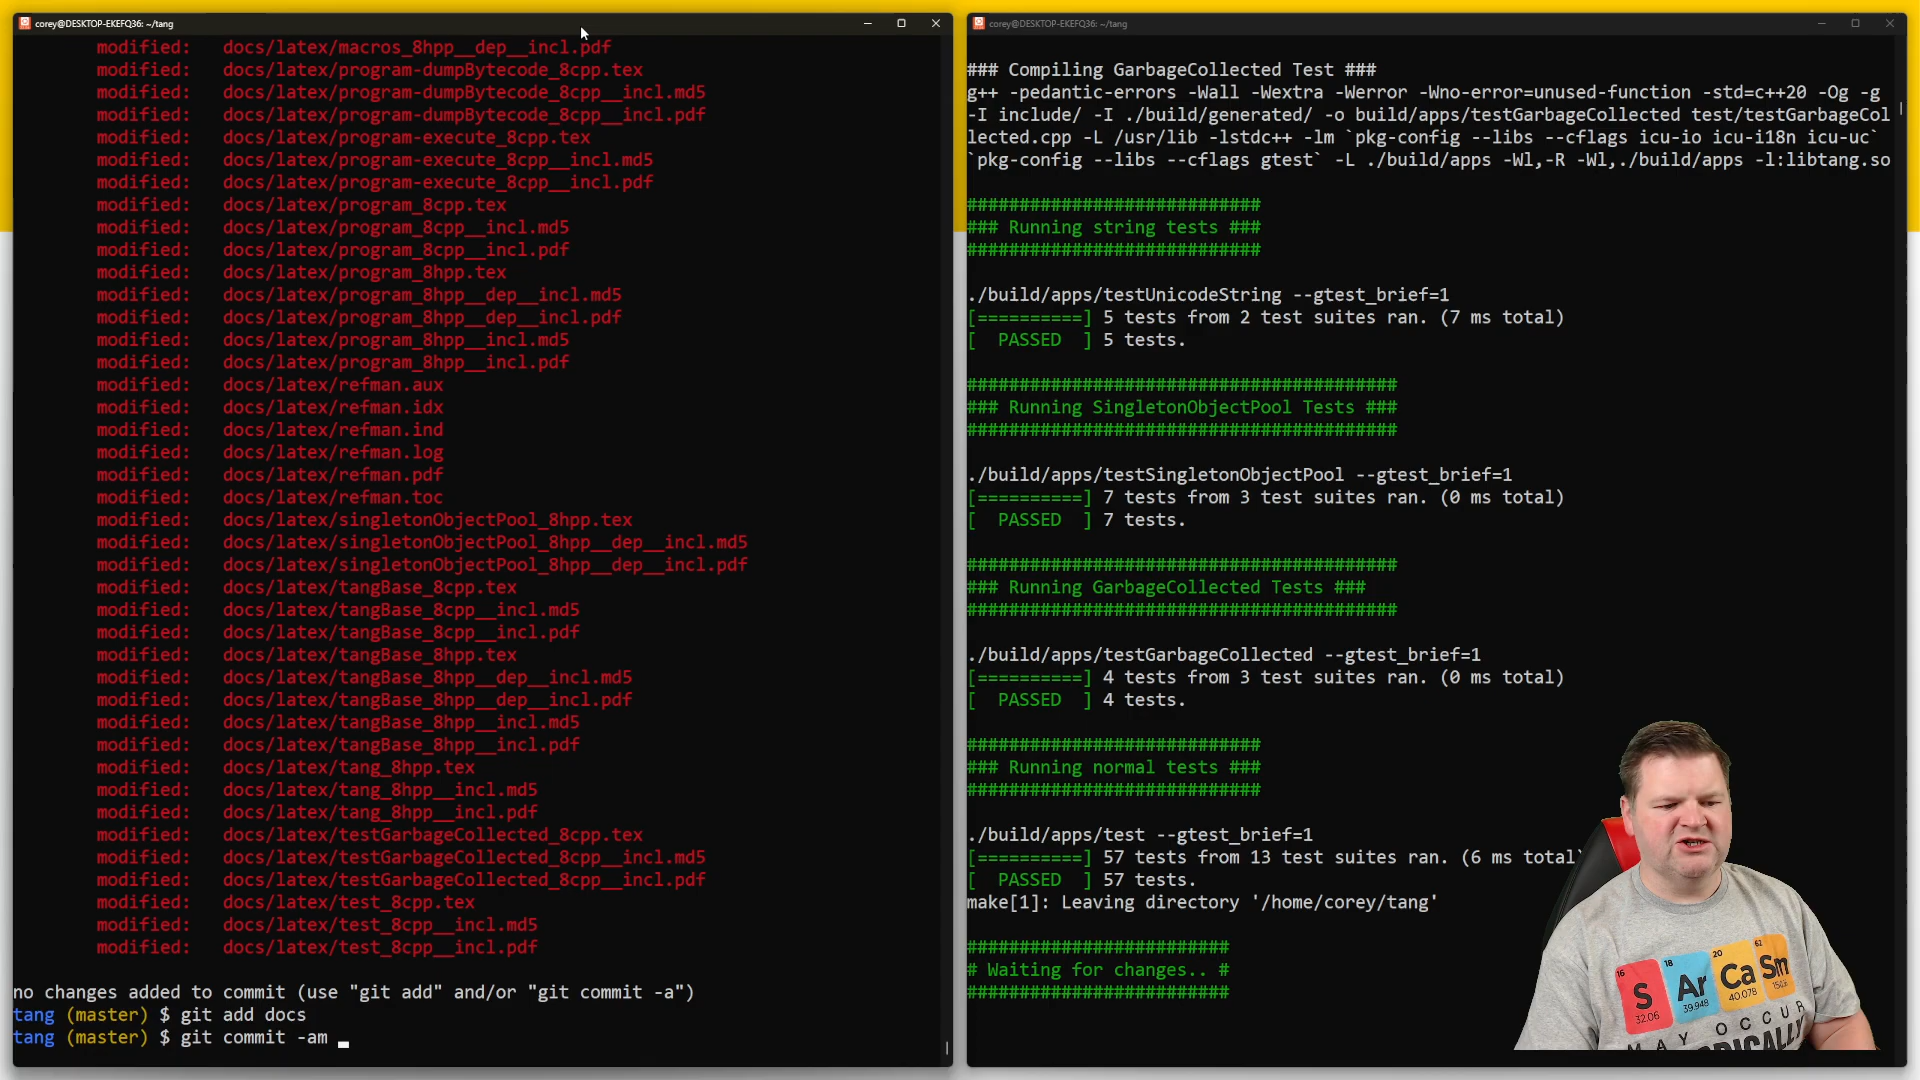 corey@DESKTOP-EKEFQ36: ~/tang
modified: docs/latex/macros_8hpp__dep__incl.pdf
modified: docs/latex/program-dumpBytecode_8cpp.tex
modified: docs/latex/program-dumpBytecode_8cpp__incl.md5
modified: docs/latex/program-dumpBytecode_8cpp__incl.pdf
modified: docs/latex/program-execute_8cpp.tex
modified: docs/latex/program-execute_8cpp__incl.md5
modified: docs/latex/program-execute_8cpp__incl.pdf
modified: docs/latex/program_8cpp.tex
modified: docs/latex/program_8cpp__incl.md5
modified: docs/latex/program_8cpp__incl.pdf
modified: docs/latex/program_8hpp.tex
modified: docs/latex/program_8hpp__dep__incl.md5
modified: docs/latex/program_8hpp__dep__incl.pdf
modified: docs/latex/program_8hpp__incl.md5
modified: docs/latex/program_8hpp__incl.pdf
modified: docs/latex/refman.aux
modified: docs/latex/refman.idx
modified: docs/latex/refman.ind
modified: docs/latex/refman.log
modified: docs/latex/refman.pdf
modified: docs/latex/refman.toc
modified: docs/latex/singletonObjectPool_8hpp.tex
modified: docs/latex/singletonObjectPool_8hpp__dep__incl.md5
modified: docs/latex/singletonObjectPool_8hpp__dep__incl.pdf
modified: docs/latex/tangBase_8cpp.tex
modified: docs/latex/tangBase_8cpp__incl.md5
modified: docs/latex/tangBase_8cpp__incl.pdf
modified: docs/latex/tangBase_8hpp.tex
modified: docs/latex/tangBase_8hpp__dep__incl.md5
modified: docs/latex/tangBase_8hpp__dep__incl.pdf
modified: docs/latex/tangBase_8hpp__incl.md5
modified: docs/latex/tangBase_8hpp__incl.pdf
modified: docs/latex/tang_8hpp.tex
modified: docs/latex/tang_8hpp__incl.md5
modified: docs/latex/tang_8hpp__incl.pdf
modified: docs/latex/testGarbageCollected_8cpp.tex
modified: docs/latex/testGarbageCollected_8cpp__incl.md5
modified: docs/latex/testGarbageCollected_8cpp__incl.pdf
modified: docs/latex/test_8cpp.tex
modified: docs/latex/test_8cpp__incl.md5
modified: docs/latex/test_8cpp__incl.pdf
no changes added to commit (use "git add" and/or "git commit -a")
tang (master) $ git add docs
tang (master) $ git commit -am
corey@DESKTOP-EKEFQ36: ~/tang
### Compiling GarbageCollected Test ###
g++ -pedantic-errors -Wall -Wextra -Werror -Wno-error=unused-function -std=c++20 -Og -g
-I include/ -I ./build/generated/ -o build/apps/testGarbageCollected test/testGarbageCol
lected.cpp -L /usr/lib -lstdc++ -lm `pkg-config --libs --cflags icu-io icu-i18n icu-uc`
`pkg-config --libs --cflags gtest` -L ./build/apps -Wl,-R -Wl,./build/apps -l:libtang.so
############################
### Running string tests ###
############################
./build/apps/testUnicodeString --gtest_brief=1
[==========] 5 tests from 2 test suites ran. (7 ms total)
[  PASSED  ] 5 tests.
#########################################
### Running SingletonObjectPool Tests ###
#########################################
./build/apps/testSingletonObjectPool --gtest_brief=1
[==========] 7 tests from 3 test suites ran. (0 ms total)
[  PASSED  ] 7 tests.
#########################################
### Running GarbageCollected Tests ###
#########################################
./build/apps/testGarbageCollected --gtest_brief=1
[==========] 4 tests from 3 test suites ran. (0 ms total)
[  PASSED  ] 4 tests.
############################
### Running normal tests ###
############################
./build/apps/test --gtest_brief=1
[==========] 57 tests from 13 test suites ran. (6 ms total)
[  PASSED  ] 57 tests.
make[1]: Leaving directory '/home/corey/tang'
#########################
# Waiting for changes.. #
#########################
16 18 20 62
S Ar Ca Sm
32.06 39.948 40.078
MAY OCCUR